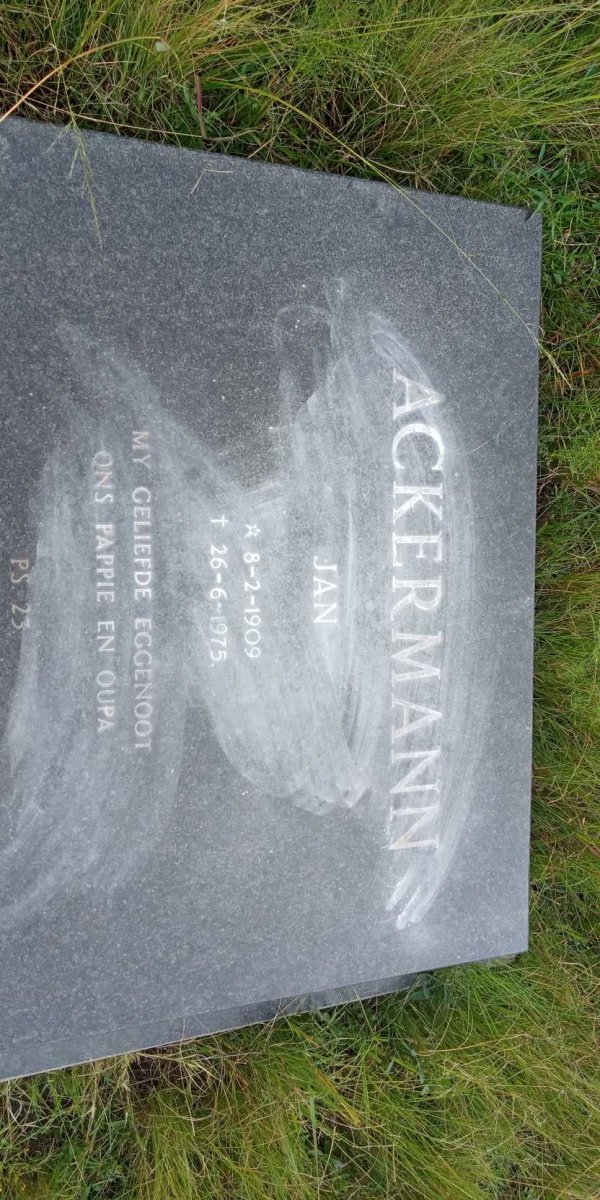 ACKERMANN
JAN
☆ 8-2-1909
† 26-6-1975.
MY GELIEFDE EGGENOOT
ONS PAPPIE EN OUPA
PS 23